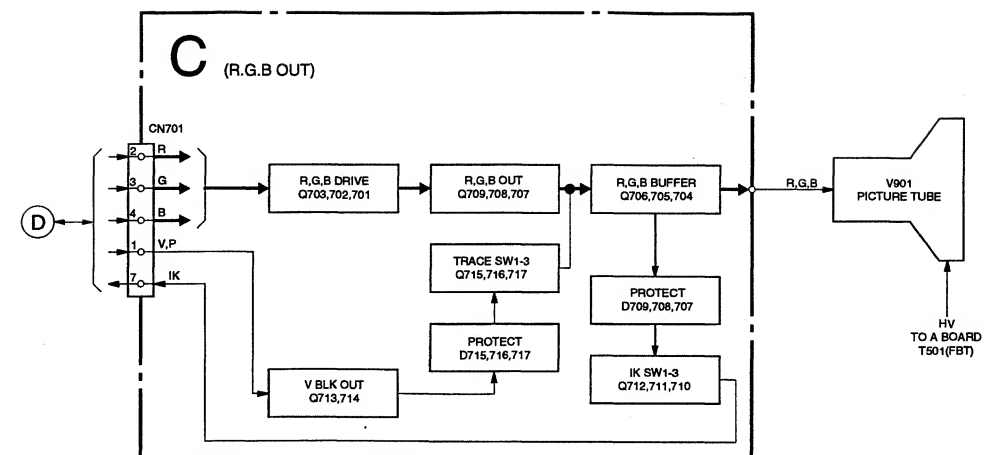 C (R.G.B OUT)
CN701
2 R
3 G
4 B
1 V,P
7 IK
D
R,G,B DRIVE
Q703,702,701
R,G,B OUT
Q709,708,707
R,G,B BUFFER
Q706,705,704
R,G,B
V901
PICTURE TUBE
TRACE SW1-3
Q715,716,717
PROTECT
D709,708,707
PROTECT
D715,716,717
HV
TO A BOARD
T501(FBT)
V BLK OUT
Q713,714
IK SW1-3
Q712,711,710